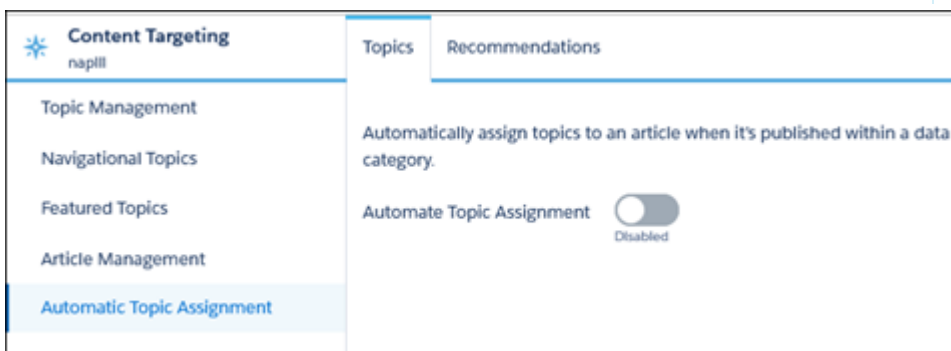 Content Targeting
napIII
Topics
Recommendations
Topic Management
Navigational Topics
Featured Topics
Article Management
Automatic Topic Assignment
Automatically assign topics to an article when it's published within a data
category.
Automate Topic Assignment
Disabled